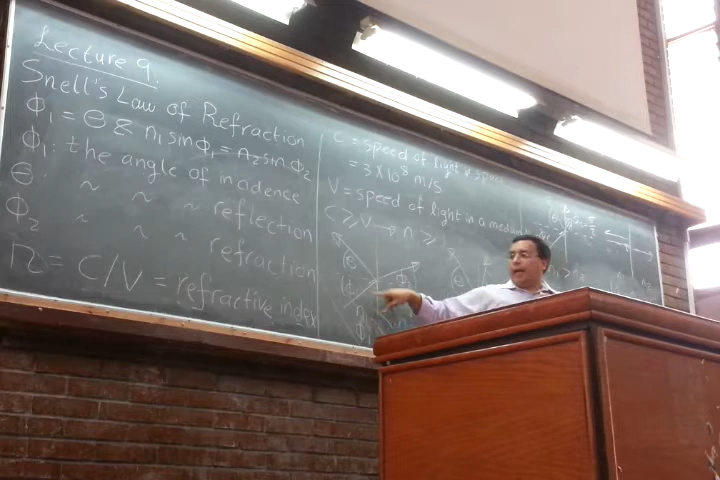 Lecture 9.
Snell's Law of Refraction
Φ₁ = Θ & n₁ sinΦ₁ = n₂ sinΦ₂
Φ₁: the angle of incidence
Θ: ~ ~ ~ reflection
Φ₂ ~ ~ ~ refraction
n = C/V = refractive index
C = speed of light in space
= 3 X 10⁸ m/s
V = speed of light in a medium
C ≥ V → n ≥ 1